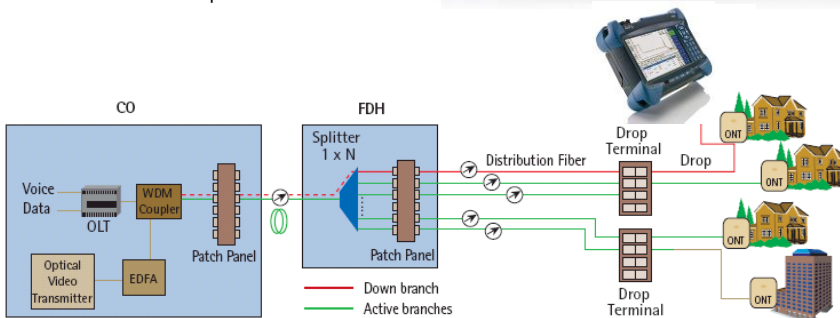 CO
FDH
Splitter
1 x N
Distribution Fiber
Drop
Terminal
Drop
ONT
ONT
Voice
Data
OLT
WDM
Coupler
Patch Panel
Patch Panel
Optical
Video
Transmitter
EDFA
ONT
ONT
Drop
Terminal
Down branch
Active branches